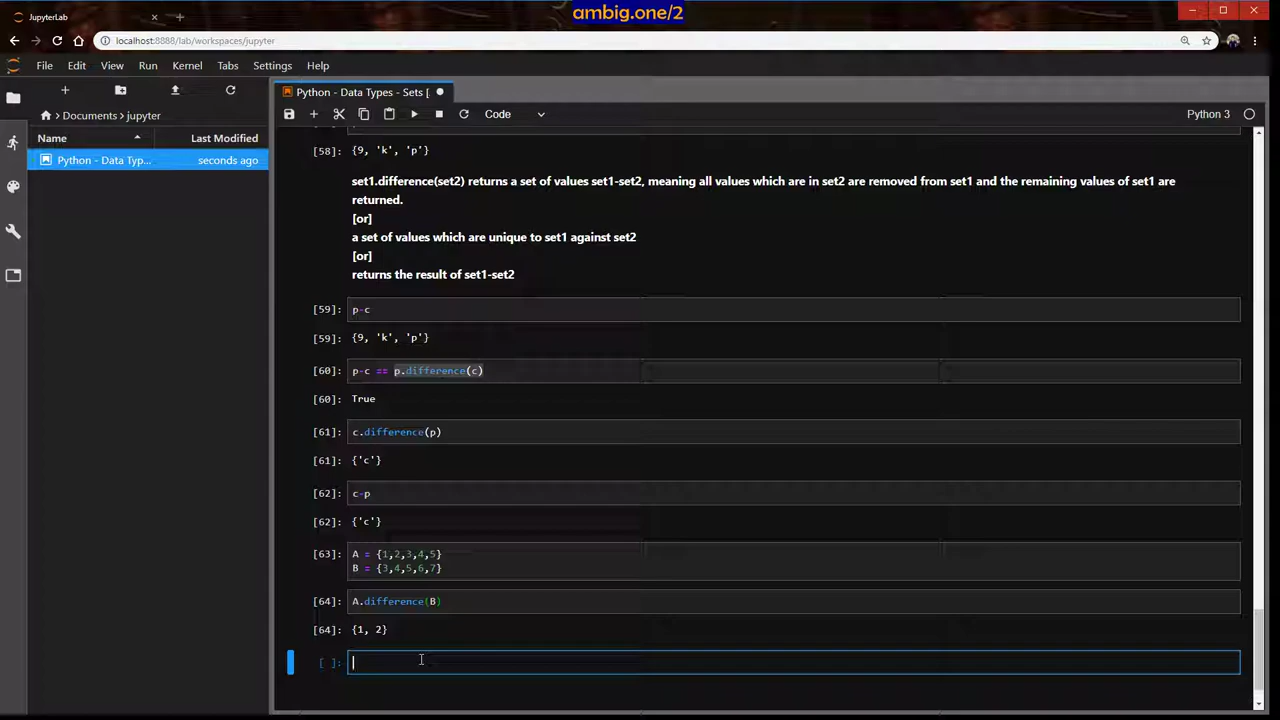 ambig.one/2
JupyterLab
localhost:8888/lab/workspaces/jupyter
File Edit View Run Kernel Tabs Settings Help
Python - Data Types - Sets [
Documents > jupyter
Code
Python 3
Name Last Modified
Python - Data Typ... seconds ago
[58]: {9, 'k', 'p'}
set1.difference(set2) returns a set of values set1-set2, meaning all values which are in set2 are removed from set1 and the remaining values of set1 are
returned.
[or]
a set of values which are unique to set1 against set2
[or]
returns the result of set1-set2
[59]: p-c
[59]: {9, 'k', 'p'}
[60]: p-c == p.difference(c)
[60]: True
[61]: c.difference(p)
[61]: {'c'}
[62]: c-p
[62]: {'c'}
[63]: A = {1,2,3,4,5}
B = {3,4,5,6,7}
[64]: A.difference(B)
[64]: {1, 2}
[ ]: